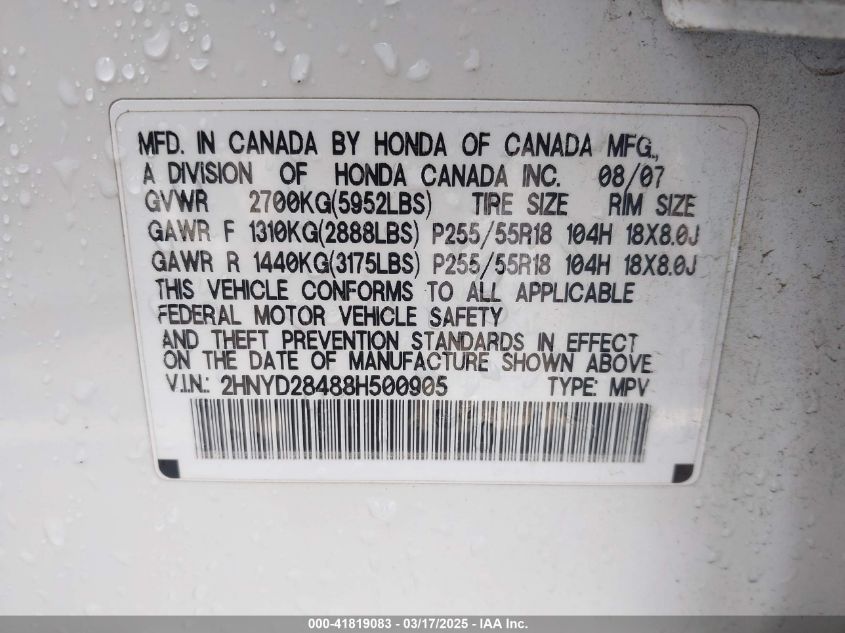 MFD. IN CANADA BY HONDA OF CANADA MFG.,
A DIVISION OF HONDA CANADA INC. 08/07
GVWR 2700KG(5952LBS) TIRE SIZE RIM SIZE
GAWR F 1310KG(2888LBS) P255/55R18 104H 18X8.0J
GAWR R 1440KG(3175LBS) P255/55R18 104H 18X8.0J
THIS VEHICLE CONFORMS TO ALL APPLICABLE
FEDERAL MOTOR VEHICLE SAFETY
AND THEFT PREVENTION STANDARDS IN EFFECT
ON THE DATE OF MANUFACTURE SHOWN ABOVE.
V.I.N.: 2HNYD28488H500905 TYPE: MPV
000-41819083 - 03/17/2025 - IAA Inc.